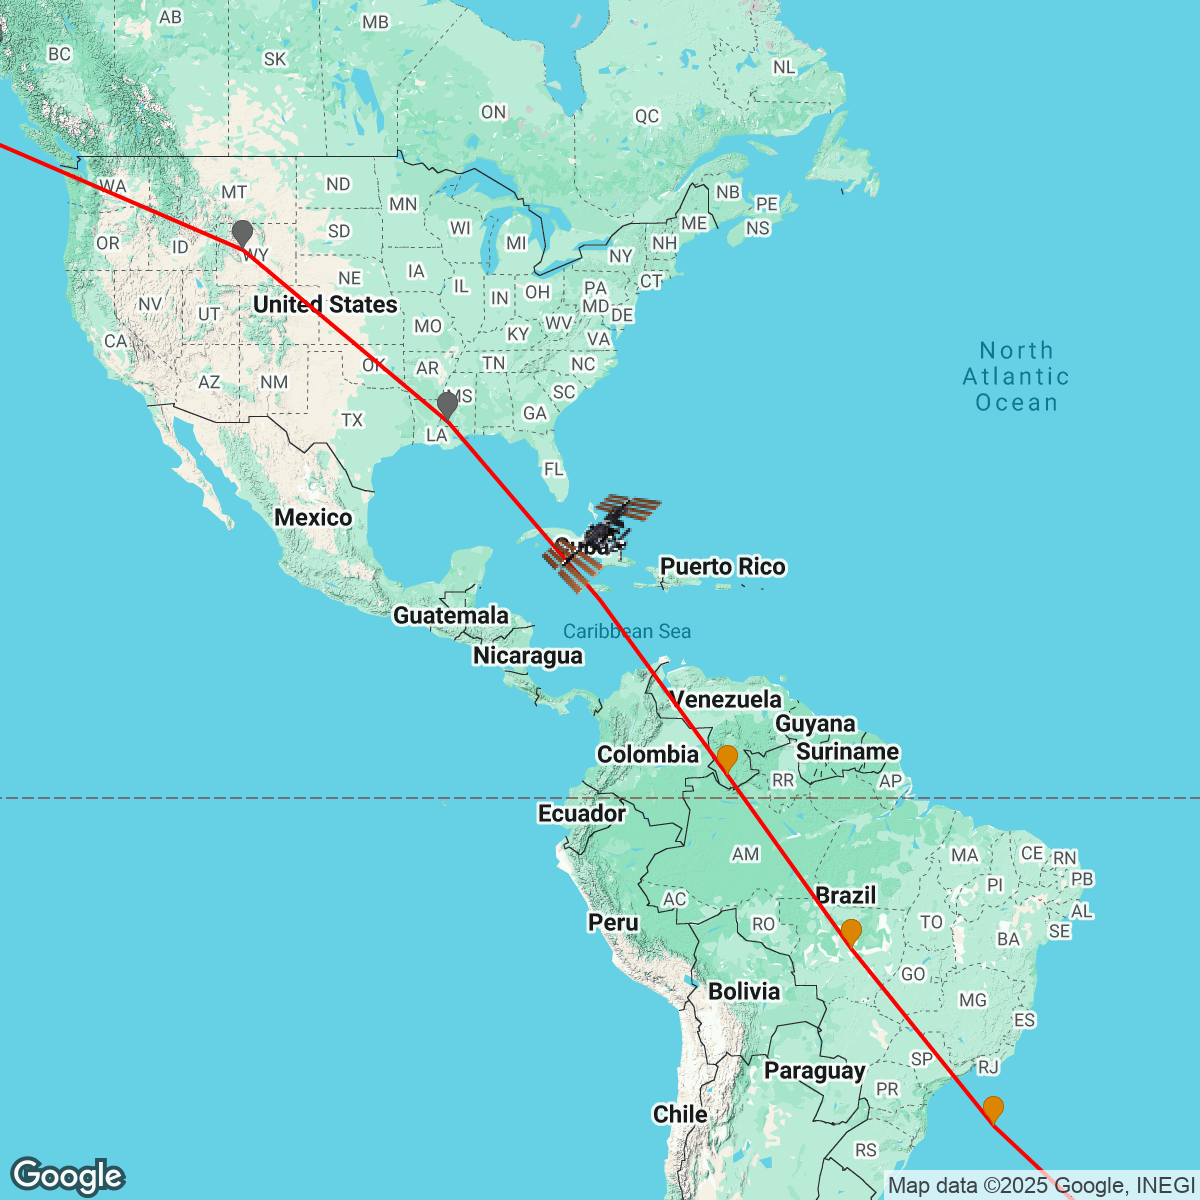 AB
MB
BC
SK
NL
ON
QC
WA
MT
ND
MN
NB
PE
OR
ID
WY
SD
WI
MI
ME
NS
NH
NY
NV
UT
NE
IA
IL
IN
OH
PA
CT
MD
DE
United States
CA
MO
KY
WV
VA
AZ
NM
OK
AR
TN
NC
SC
MS
GA
TX
LA
FL
North
Atlantic
Ocean
Mexico
Cuba
Puerto Rico
Guatemala
Caribbean Sea
Nicaragua
Venezuela
Guyana
Suriname
Colombia
RR
AP
Ecuador
AM
MA
CE
RN
PI
PB
AC
Brazil
AL
Peru
RO
TO
BA
SE
GO
Bolivia
MG
ES
SP
RJ
Paraguay
PR
Chile
RS
Google
Map data ©2025 Google, INEGI